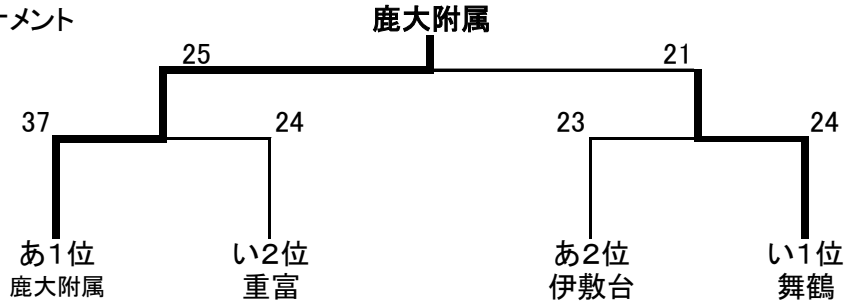 ナメント
鹿大附属
25 21
37 24 23 24
あ1位 い2位 あ2位 い1位
鹿大附属 重富 伊敷台 舞鶴